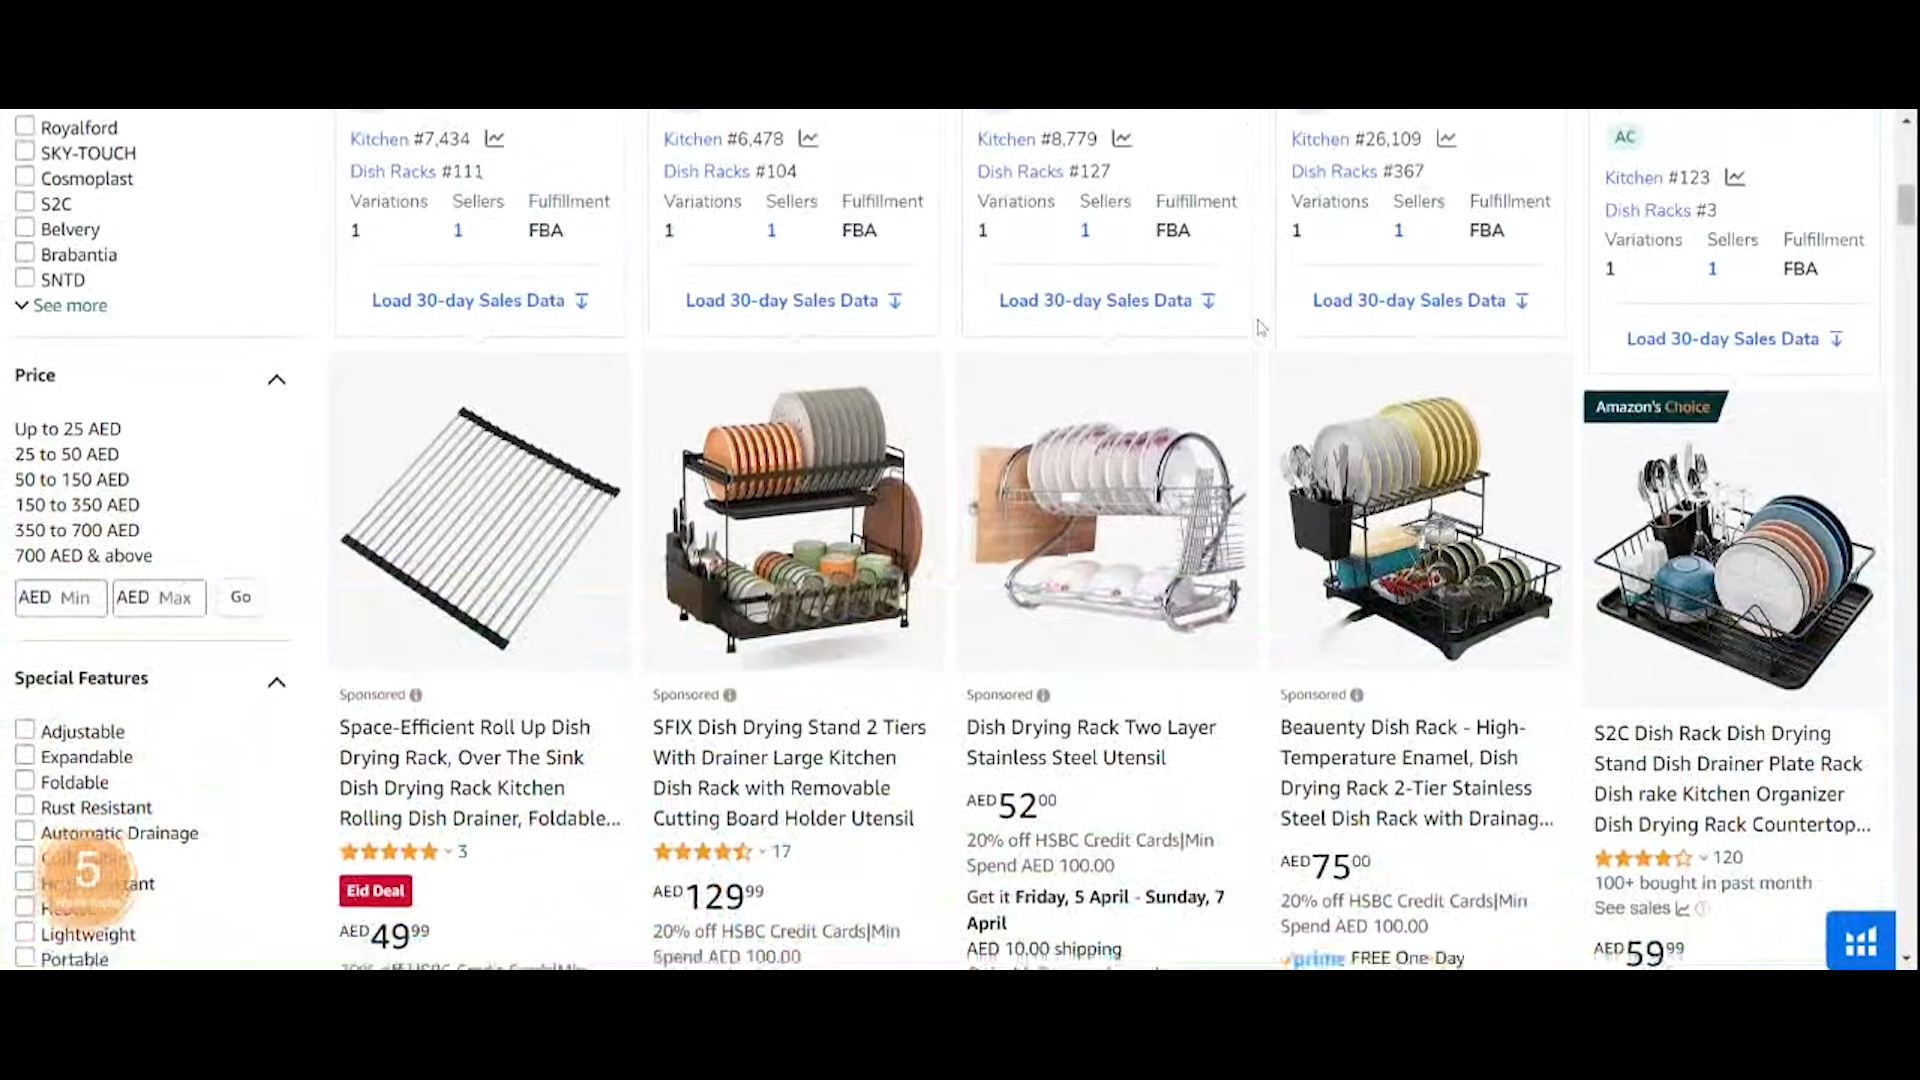 Royalford
SKY-TOUCH
Cosmoplast
S2C
Belvery
Brabantia
SNTD
See more
Price
Up to 25 AED
25 to 50 AED
50 to 150 AED
150 to 350 AED
350 to 700 AED
700 AED & above
AED Min AED Max Go
Special Features
Adjustable
Expandable
Foldable
Rust Resistant
Automatic Drainage
5
Lightweight
Portable
Kitchen #7,434
Dish Racks #111
Variations Sellers Fulfillment
1 1 FBA
Load 30-day Sales Data
Sponsored
Space-Efficient Roll Up Dish
Drying Rack, Over The Sink
Dish Drying Rack Kitchen
Rolling Dish Drainer, Foldable...
3
Eid Deal
AED 49 99
Kitchen #6,478
Dish Racks #104
Variations Sellers Fulfillment
1 1 FBA
Load 30-day Sales Data
Sponsored
SFIX Dish Drying Stand 2 Tiers
With Drainer Large Kitchen
Dish Rack with Removable
Cutting Board Holder Utensil
17
AED 129 99
20% off HSBC Credit Cards|Min
Spend AED 100.00
Kitchen #8,779
Dish Racks #127
Variations Sellers Fulfillment
1 1 FBA
Load 30-day Sales Data
Sponsored
Dish Drying Rack Two Layer
Stainless Steel Utensil
AED 52 00
20% off HSBC Credit Cards|Min
Spend AED 100.00
Get it Friday, 5 April - Sunday, 7
April
AED 10.00 shipping
Kitchen #26,109
Dish Racks #367
Variations Sellers Fulfillment
1 1 FBA
Load 30-day Sales Data
Sponsored
Beauenty Dish Rack - High-
Temperature Enamel, Dish
Drying Rack 2-Tier Stainless
Steel Dish Rack with Drainag...
AED 75 00
20% off HSBC Credit Cards|Min
Spend AED 100.00
prime FREE One-Day
AC
Kitchen #123
Dish Racks #3
Variations Sellers Fulfillment
1 1 FBA
Load 30-day Sales Data
Amazon's Choice
S2C Dish Rack Dish Drying
Stand Dish Drainer Plate Rack
Dish rake Kitchen Organizer
Dish Drying Rack Countertop...
120
100+ bought in past month
See sales
AED 59 99